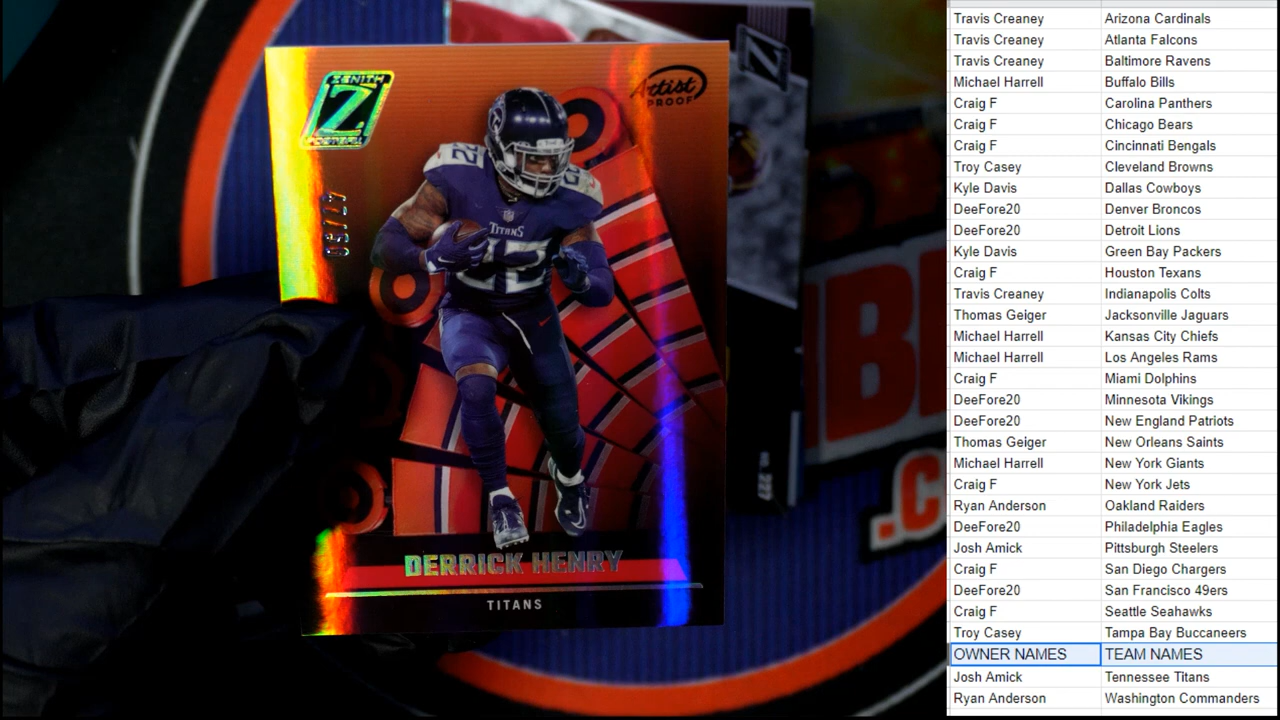 ZENITH
Z
FOOTBALL
Artist
PROOF
22
TITANS
22
DERRICK HENRY
TITANS
.C
Travis Creaney Arizona Cardinals
Travis Creaney Atlanta Falcons
Travis Creaney Baltimore Ravens
Michael Harrell Buffalo Bills
Craig F Carolina Panthers
Craig F Chicago Bears
Craig F Cincinnati Bengals
Troy Casey Cleveland Browns
Kyle Davis Dallas Cowboys
DeeFore20 Denver Broncos
DeeFore20 Detroit Lions
Kyle Davis Green Bay Packers
Craig F Houston Texans
Travis Creaney Indianapolis Colts
Thomas Geiger Jacksonville Jaguars
Michael Harrell Kansas City Chiefs
Michael Harrell Los Angeles Rams
Craig F Miami Dolphins
DeeFore20 Minnesota Vikings
DeeFore20 New England Patriots
Thomas Geiger New Orleans Saints
Michael Harrell New York Giants
Craig F New York Jets
Ryan Anderson Oakland Raiders
DeeFore20 Philadelphia Eagles
Josh Amick Pittsburgh Steelers
Craig F San Diego Chargers
DeeFore20 San Francisco 49ers
Craig F Seattle Seahawks
Troy Casey Tampa Bay Buccaneers
OWNER NAMES TEAM NAMES
Josh Amick Tennessee Titans
Ryan Anderson Washington Commanders